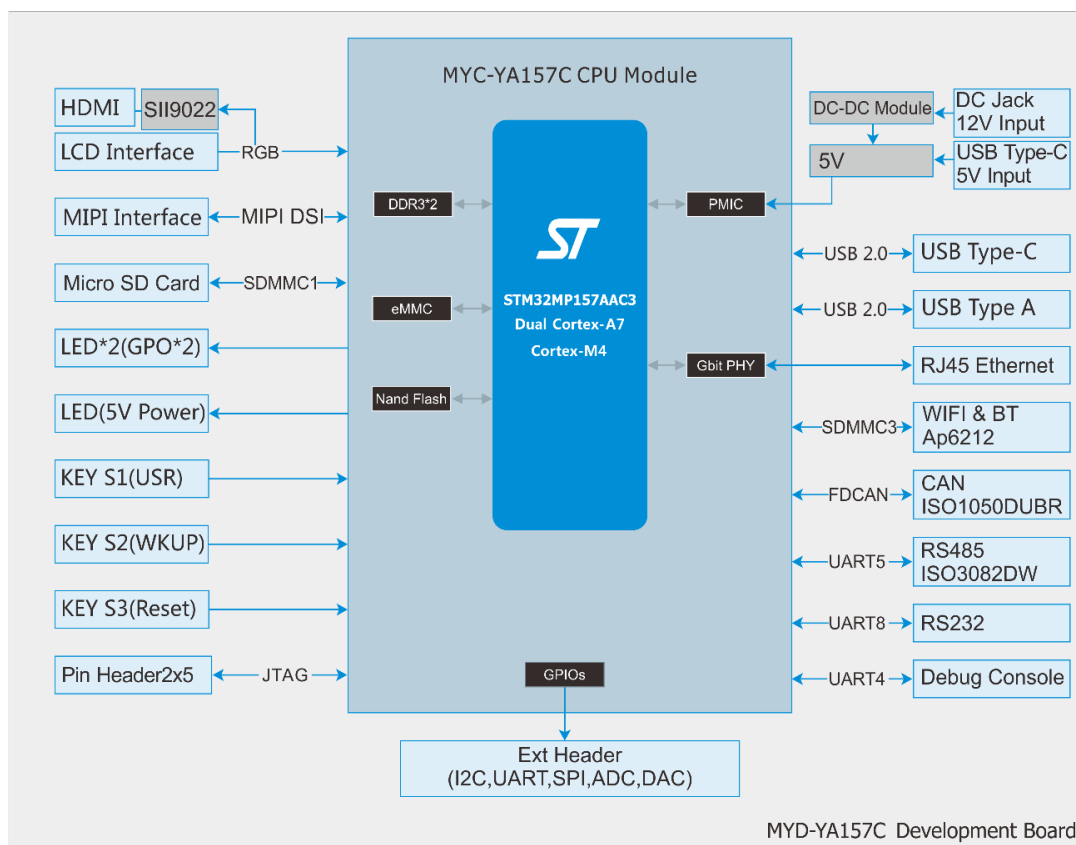 MYC-YA157C CPU Module
HDMI
SII9022
LCD Interface
RGB
MIPI Interface
MIPI DSI
Micro SD Card
SDMMC1
LED*2(GPO*2)
LED(5V Power)
KEY S1(USR)
KEY S2(WKUP)
KEY S3(Reset)
Pin Header2x5
JTAG
DDR3*2
eMMC
Nand Flash
ST
STM32MP157AAC3
Dual Cortex-A7
Cortex-M4
PMIC
Gbit PHY
GPIOs
DC-DC Module
DC Jack
12V Input
5V
USB Type-C
5V Input
USB 2.0
USB Type-C
USB 2.0
USB Type A
RJ45 Ethernet
SDMMC3
WIFI & BT
Ap6212
FDCAN
CAN
ISO1050DUBR
UART5
RS485
ISO3082DW
UART8
RS232
UART4
Debug Console
Ext Header
(I2C,UART,SPI,ADC,DAC)
MYD-YA157C Development Board